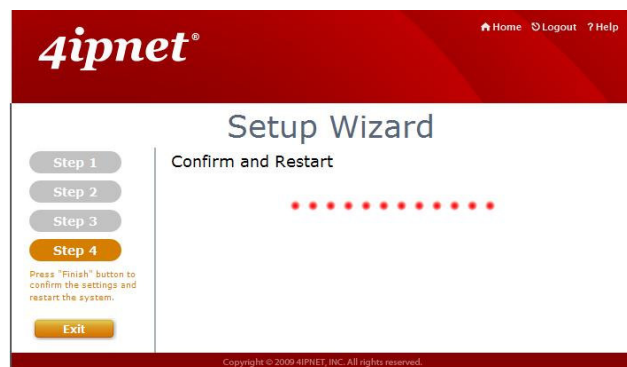 4ipnet®
Home Logout ? Help
Setup Wizard
Step 1
Step 2
Step 3
Step 4
Press "Finish" button to
confirm the settings and
restart the system.
Exit
Confirm and Restart
Copyright © 2009 4IPNET, INC. All rights reserved.